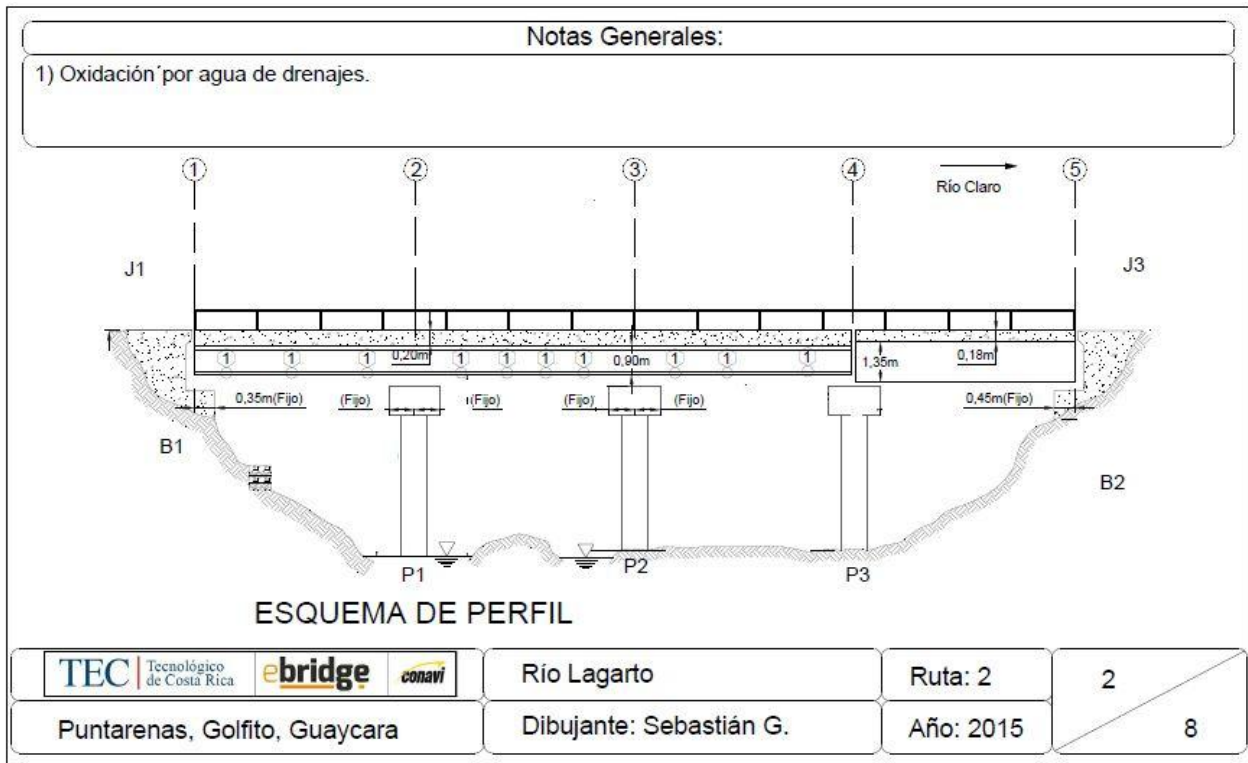 Notas Generales:
1) Oxidación´por agua de drenajes.
1 2 3 4 5
Río Claro
J1 J3
1 1 1 0,20m 1 1 1 1 0,90m 1 1 1 1,35m 0,18m
0,35m(Fijo) (Fijo) (Fijo) (Fijo) (Fijo) 0,45m(Fijo)
B1
B2
P1 P2 P3
ESQUEMA DE PERFIL
TEC Tecnológico de Costa Rica ebridge conavi
Río Lagarto
Ruta: 2
2
8
Puntarenas, Golfito, Guaycara
Dibujante: Sebastián G.
Año: 2015